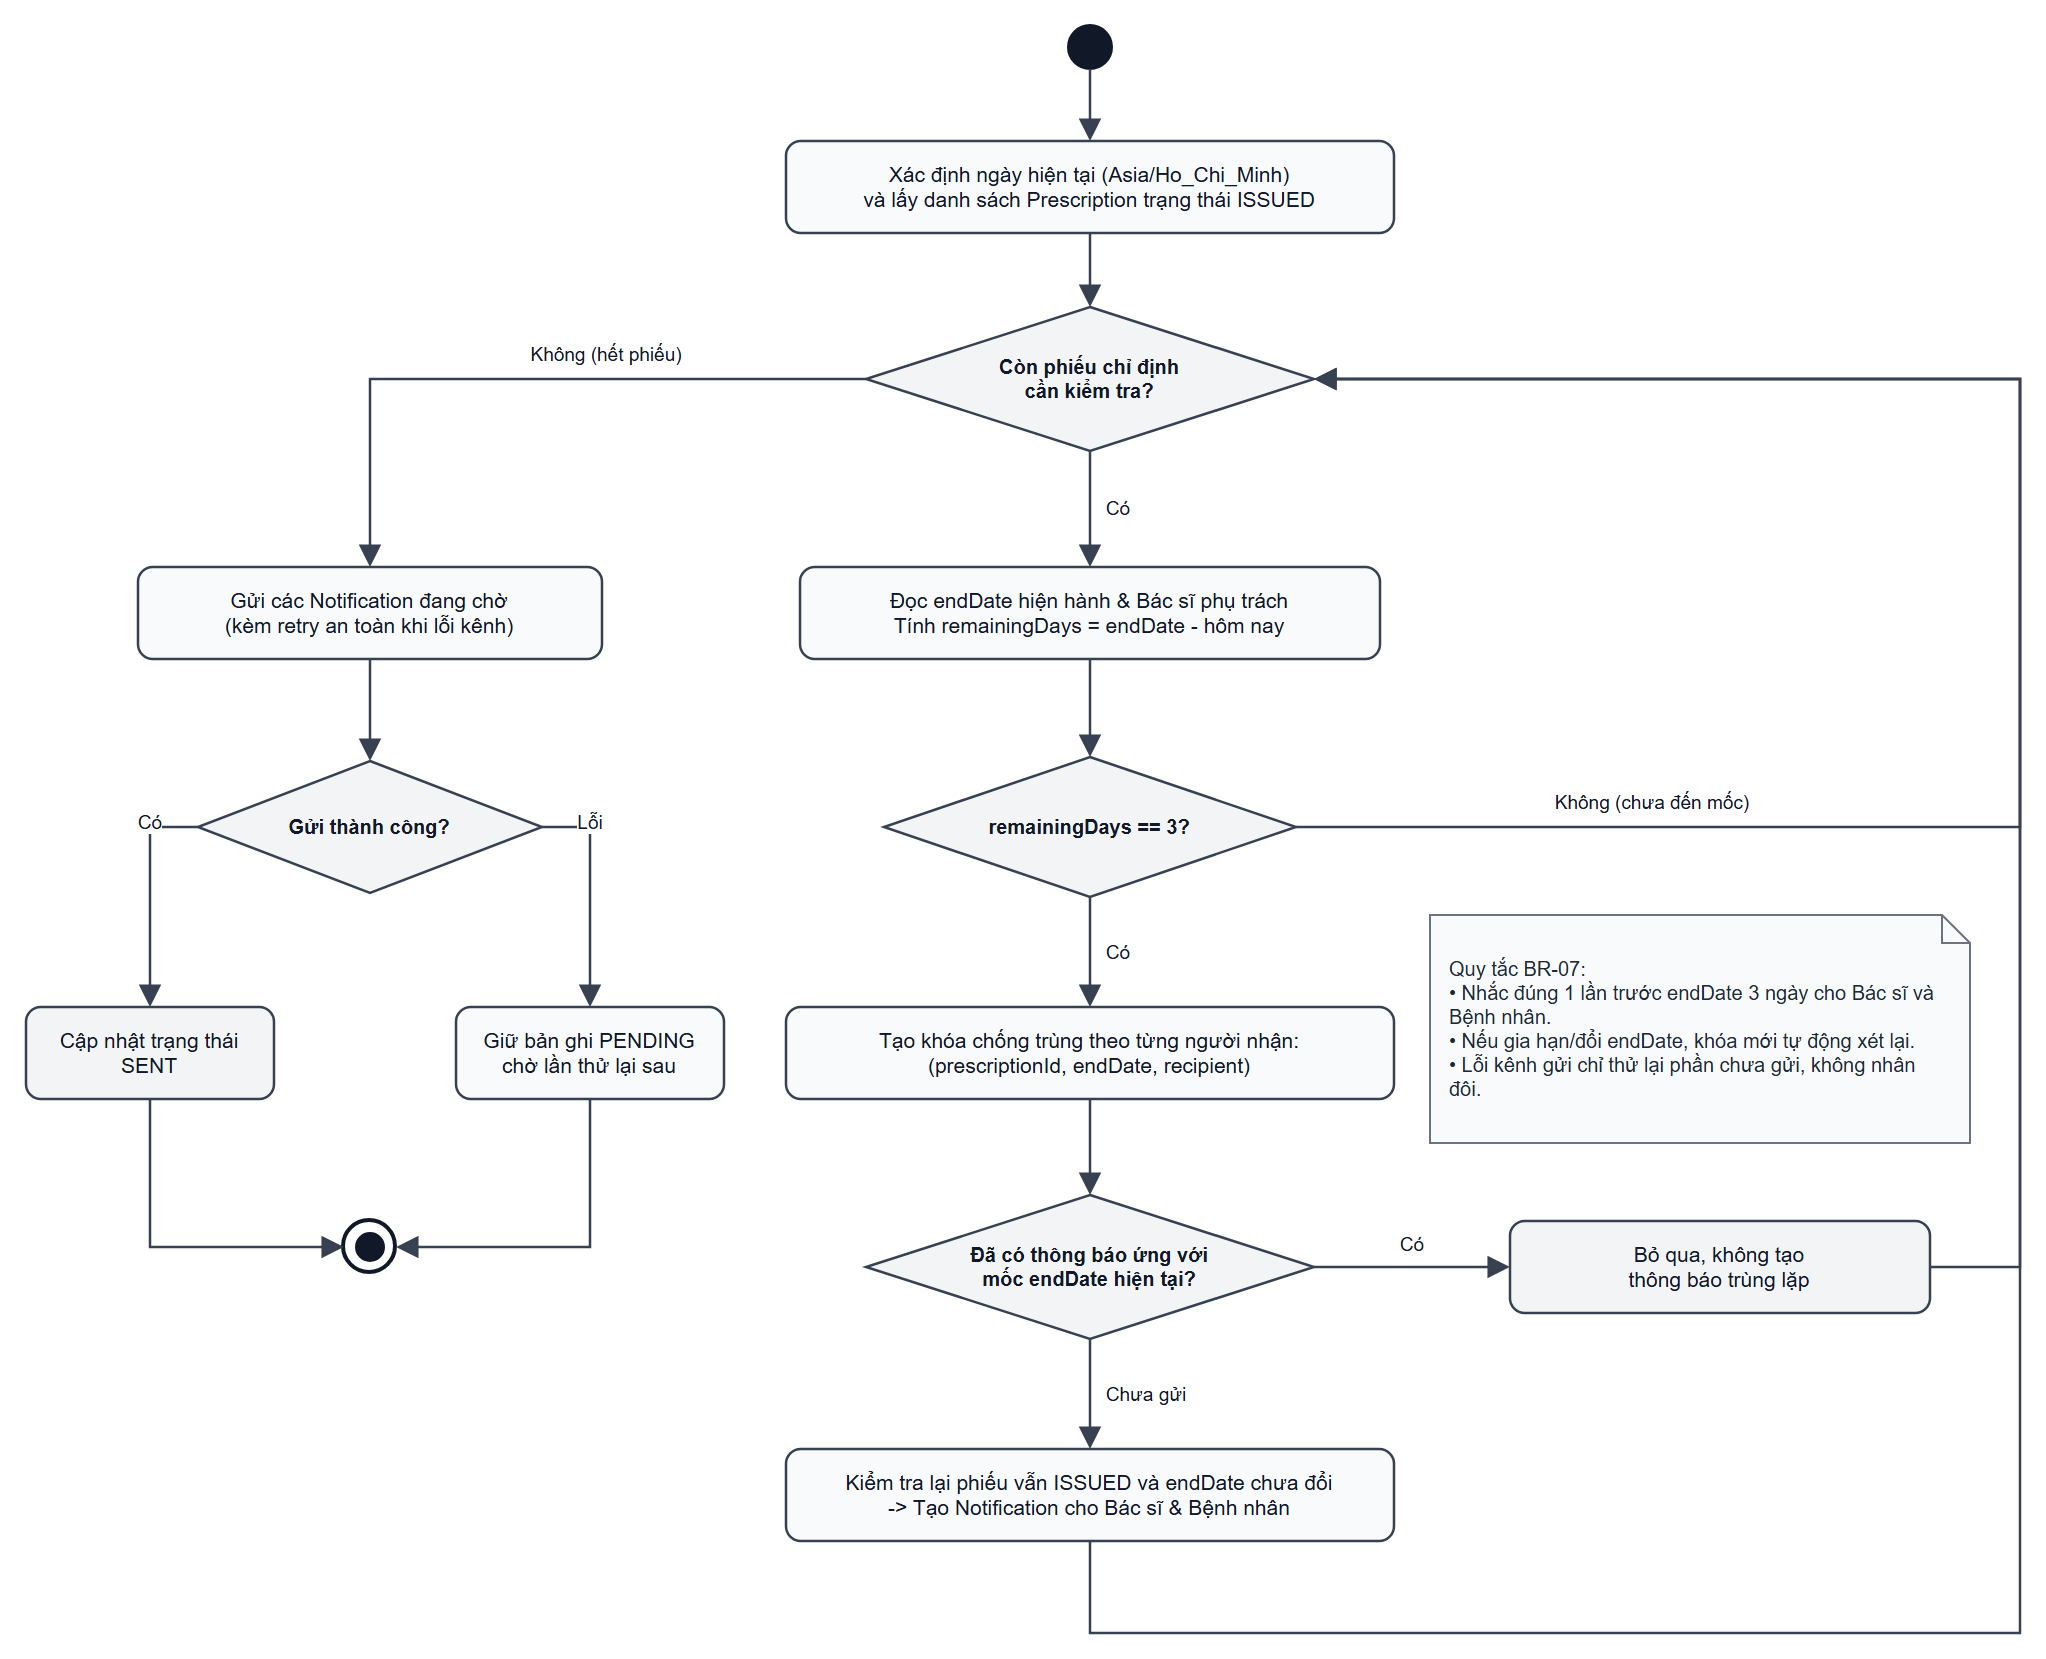 Xác định ngày hiện tại (Asia/Ho_Chi_Minh)
và lấy danh sách Prescription trạng thái ISSUED
Còn phiếu chỉ định
cần kiểm tra?
Không (hết phiếu)
Có
Gửi các Notification đang chờ
(kèm retry an toàn khi lỗi kênh)
Đọc endDate hiện hành & Bác sĩ phụ trách
Tính remainingDays = endDate - hôm nay
Gửi thành công?
Có
Lỗi
remainingDays == 3?
Không (chưa đến mốc)
Có
Cập nhật trạng thái
SENT
Giữ bản ghi PENDING
chờ lần thử lại sau
Tạo khóa chống trùng theo từng người nhận:
(prescriptionId, endDate, recipient)
Quy tắc BR-07:
• Nhắc đúng 1 lần trước endDate 3 ngày cho Bác sĩ và
Bệnh nhân.
• Nếu gia hạn/đổi endDate, khóa mới tự động xét lại.
• Lỗi kênh gửi chỉ thử lại phần chưa gửi, không nhân
đôi.
Đã có thông báo ứng với
mốc endDate hiện tại?
Có
Bỏ qua, không tạo
thông báo trùng lặp
Chưa gửi
Kiểm tra lại phiếu vẫn ISSUED và endDate chưa đổi
-> Tạo Notification cho Bác sĩ & Bệnh nhân